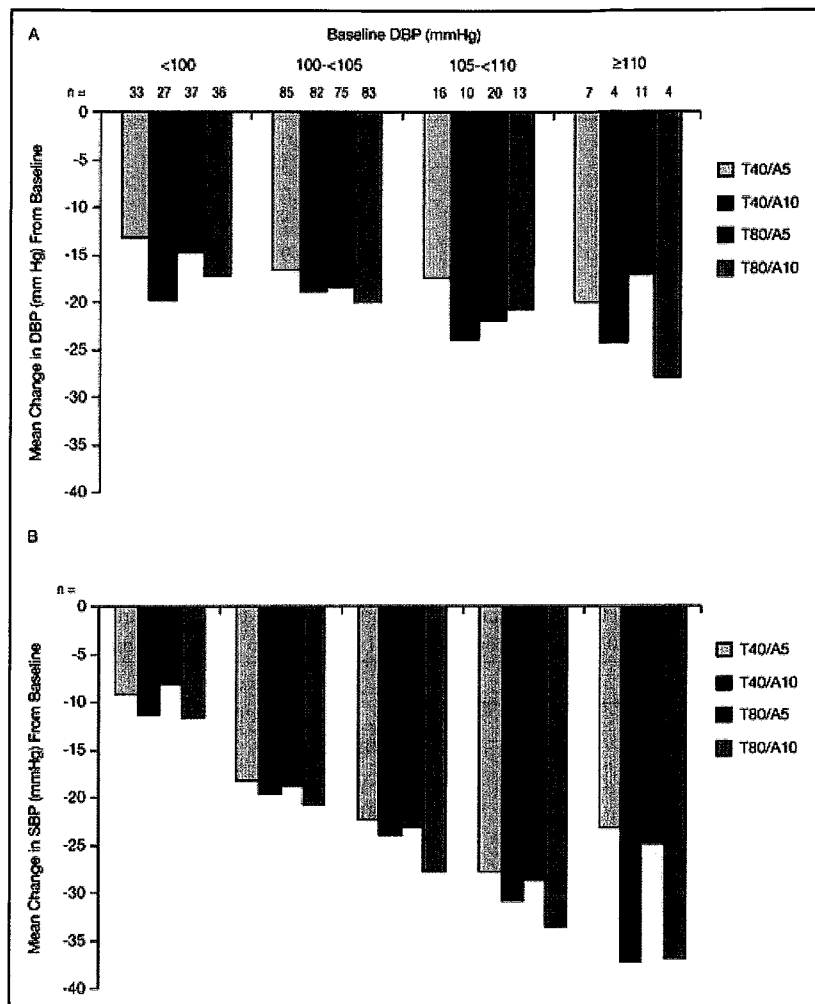 A
Baseline DBP (mmHg)
<100 100-<105 105-<110 ≥110
n = 33 27 37 36 85 82 75 83 16 10 20 13 7 4 11 4
0
-5
-10
-15
-20
-25
-30
-35
-40
Mean Change in DBP (mm Hg) From Baseline
T40/A5
T40/A10
T80/A5
T80/A10
B
n =
0
-5
-10
-15
-20
-25
-30
-35
-40
Mean Change in SBP (mmHg) From Baseline
T40/A5
T40/A10
T80/A5
T80/A10